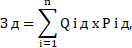 З д = n ∑ i=1 Q i д x P i д,